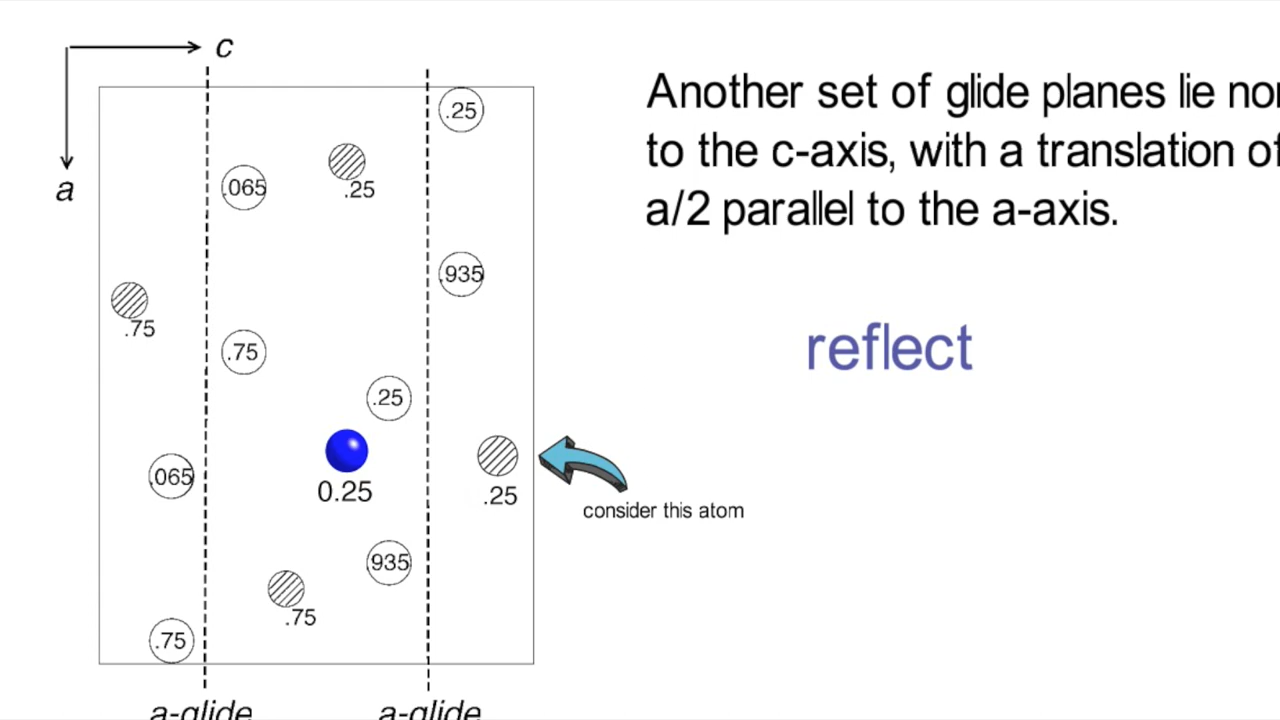 c
a
.25
.065
.25
.935
.75
.75
.25
.065
0.25
.25
consider this atom
935
.75
.75
a-glide a-glide
Another set of glide planes lie
to the c-axis, with a translation of
a/2 parallel to the a-axis.
reflect